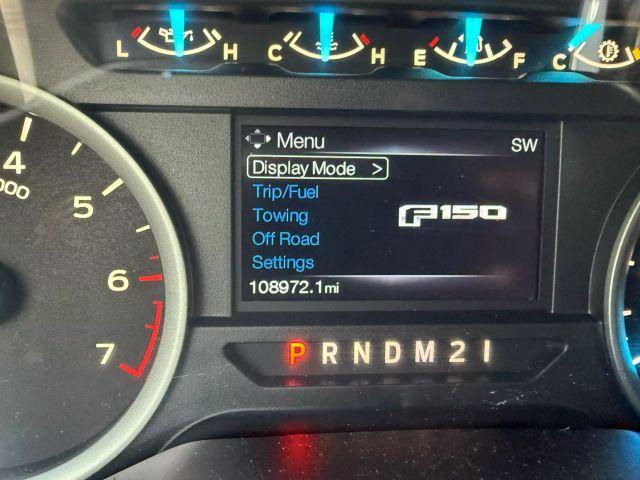 L H C H E F C
Menu SW
Display Mode >
Trip/Fuel
Towing
Off Road
Settings
F150
108972.1mi
4
000
5
6
7
P R N D M 2 1